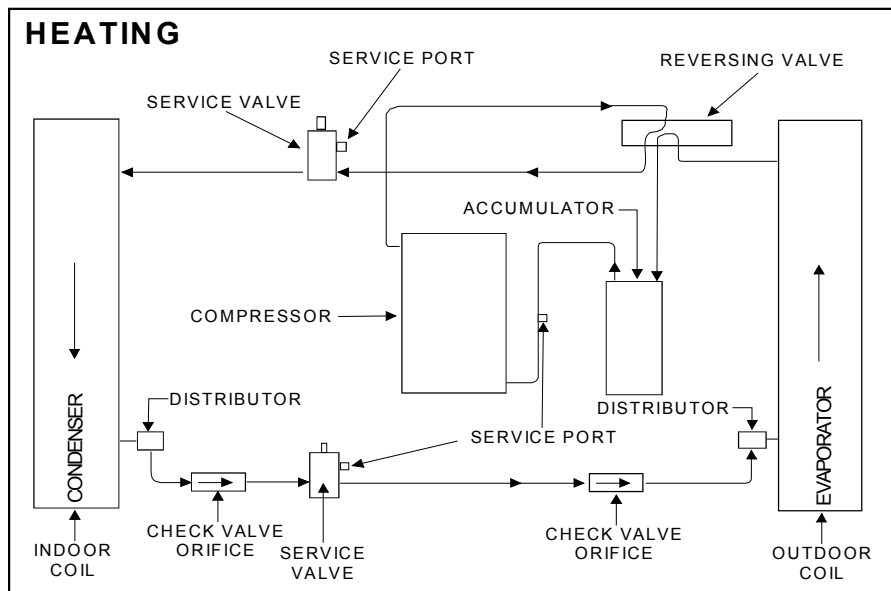 HEATING
SERVICE PORT
REVERSING VALVE
SERVICE VALVE
ACCUMULATOR
COMPRESSOR
DISTRIBUTOR
DISTRIBUTOR
SERVICE PORT
CONDENSER
EVAPORATOR
CHECK VALVE
ORIFICE
CHECK VALVE
ORIFICE
INDOOR
COIL
SERVICE
VALVE
OUTDOOR
COIL